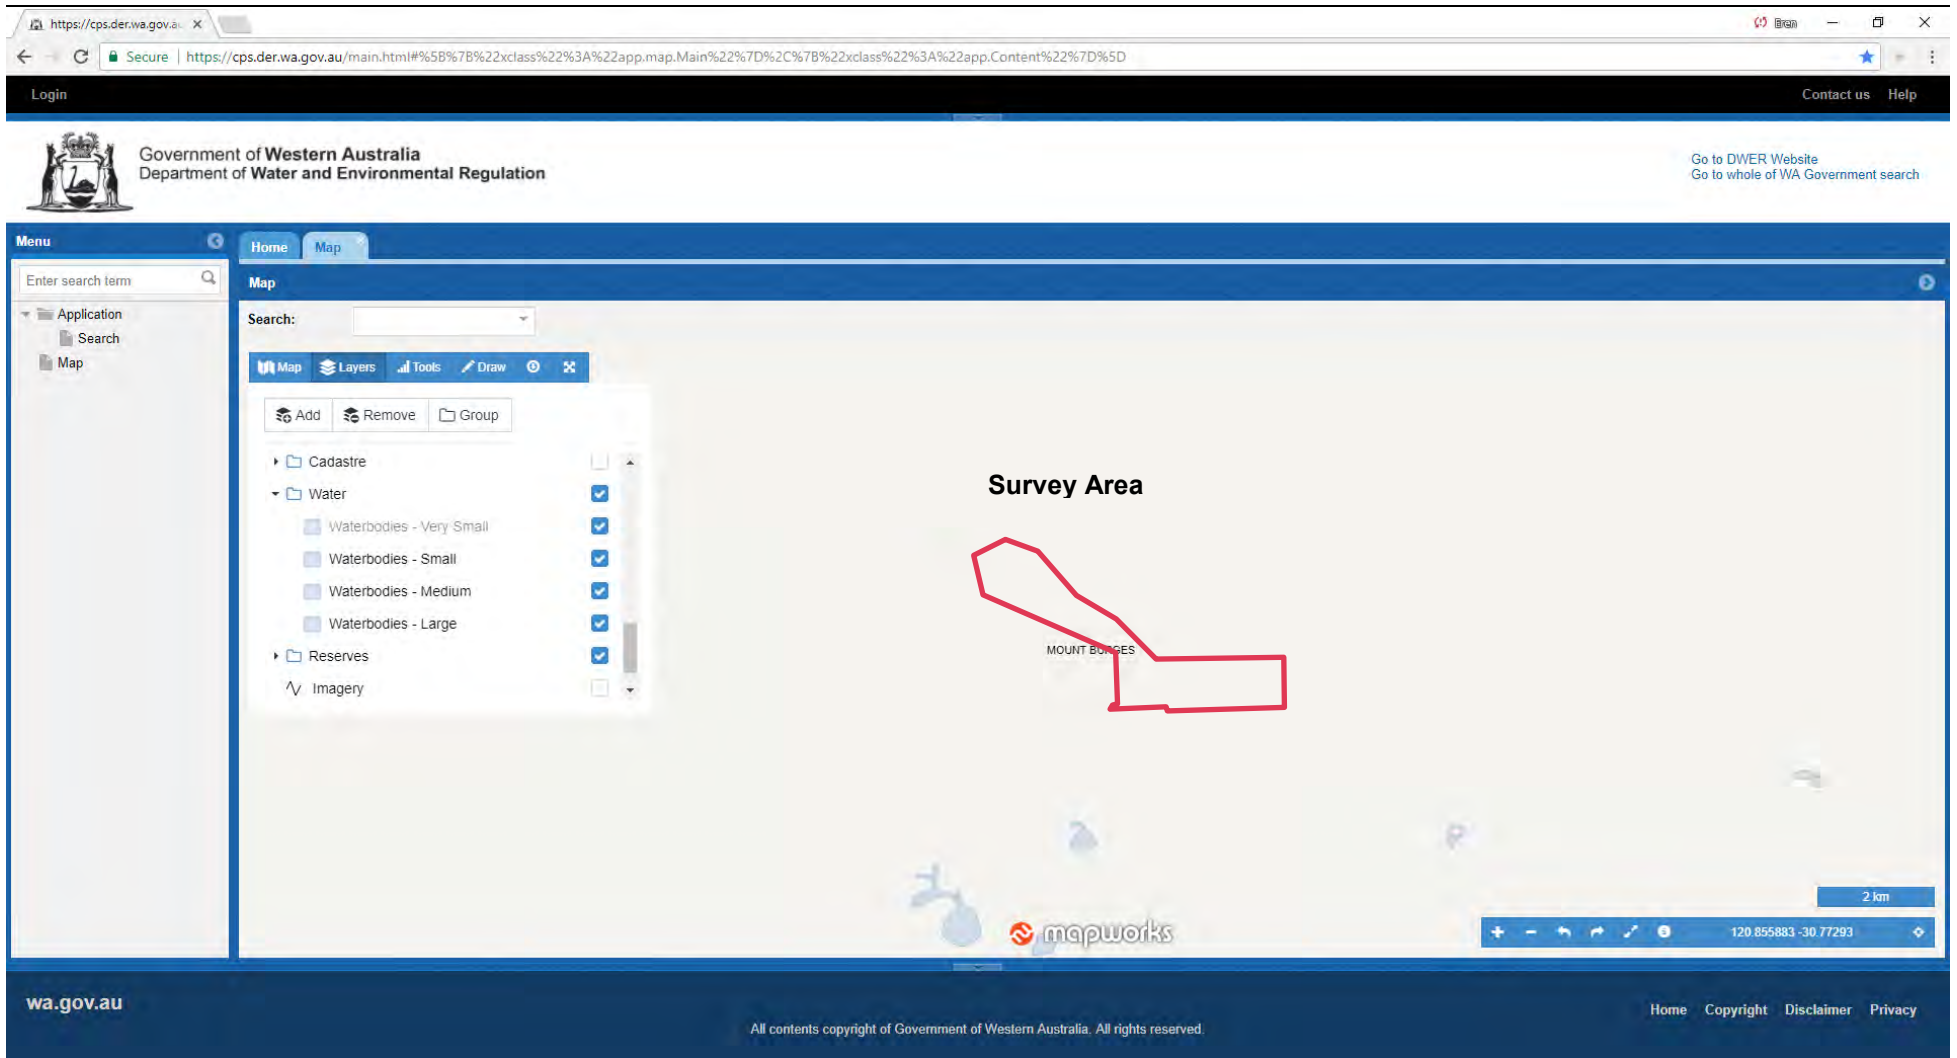 https://cps.der.wa.gov.a
Bren
Secure | https://cps.der.wa.gov.au/main.html#%5B%7B%22xclass%22%3A%22app.map.Main%22%7D%2C%7B%22xclass%22%3A%22app.Content%22%7D%5D
Login
Contact us Help
Government of Western Australia
Department of Water and Environmental Regulation
Go to DWER Website
Go to whole of WA Government search
Menu
Home Map
Enter search term
Map
Application
Search
Map
Search:
Map Layers Tools Draw
Add Remove Group
Cadastre
Water
Waterbodies - Very Small
Waterbodies - Small
Waterbodies - Medium
Waterbodies - Large
Reserves
Imagery
Survey Area
MOUNT BURGES
2 km
mapworks
120.855883 -30.77293
wa.gov.au
Home Copyright Disclaimer Privacy
All contents copyright of Government of Western Australia. All rights reserved.